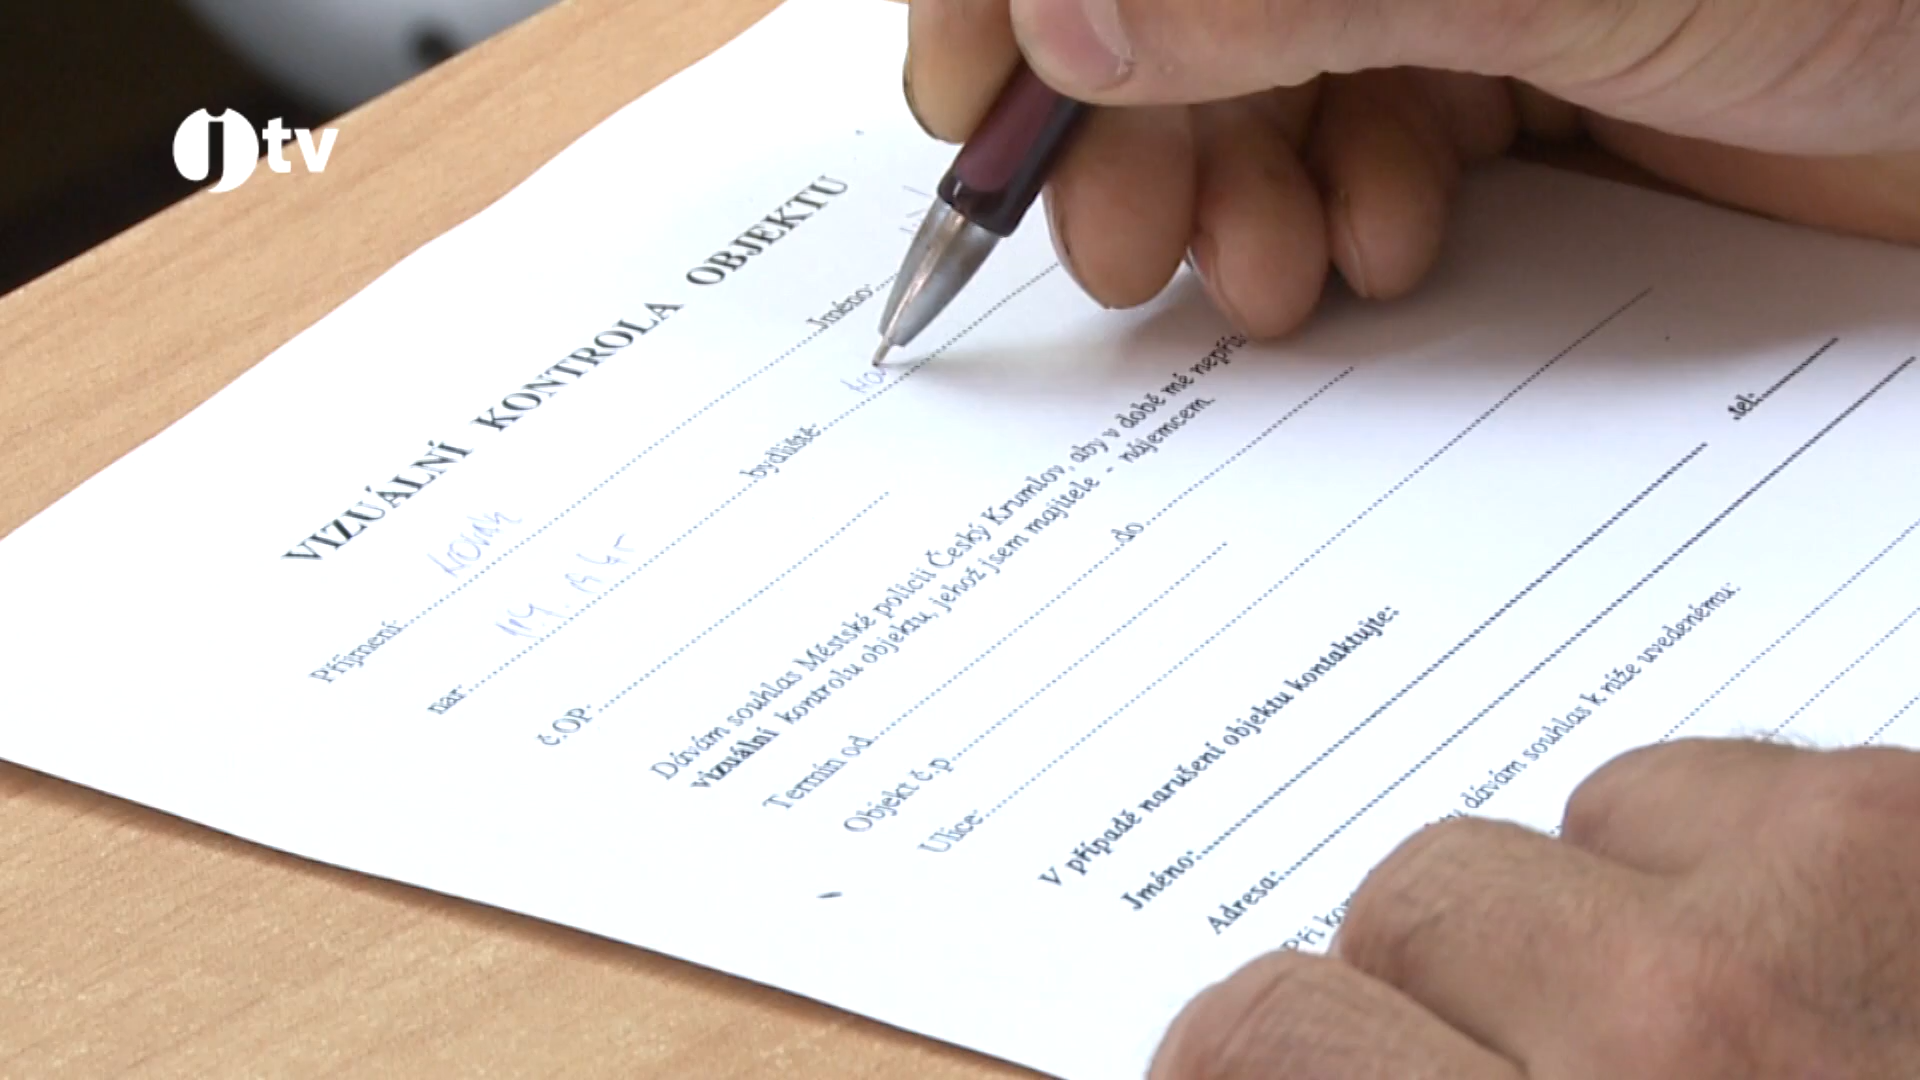 jtv
VIZUÁLNÍ KONTROLA OBJEKTU
Příjmení: Jméno:
nar: bydliště:
č.OP:
Dávám souhlas Městské policii Český Krumlov, aby v době mé
vizuální kontrolu objektu, jehož jsem majitele - nájemcem.
Termín od do
Objekt č.p
Ulice:
V případě narušení objektu kontaktujte:
Jméno: tel:
Adresa:
Při dávám souhlas k níže uvedenému: